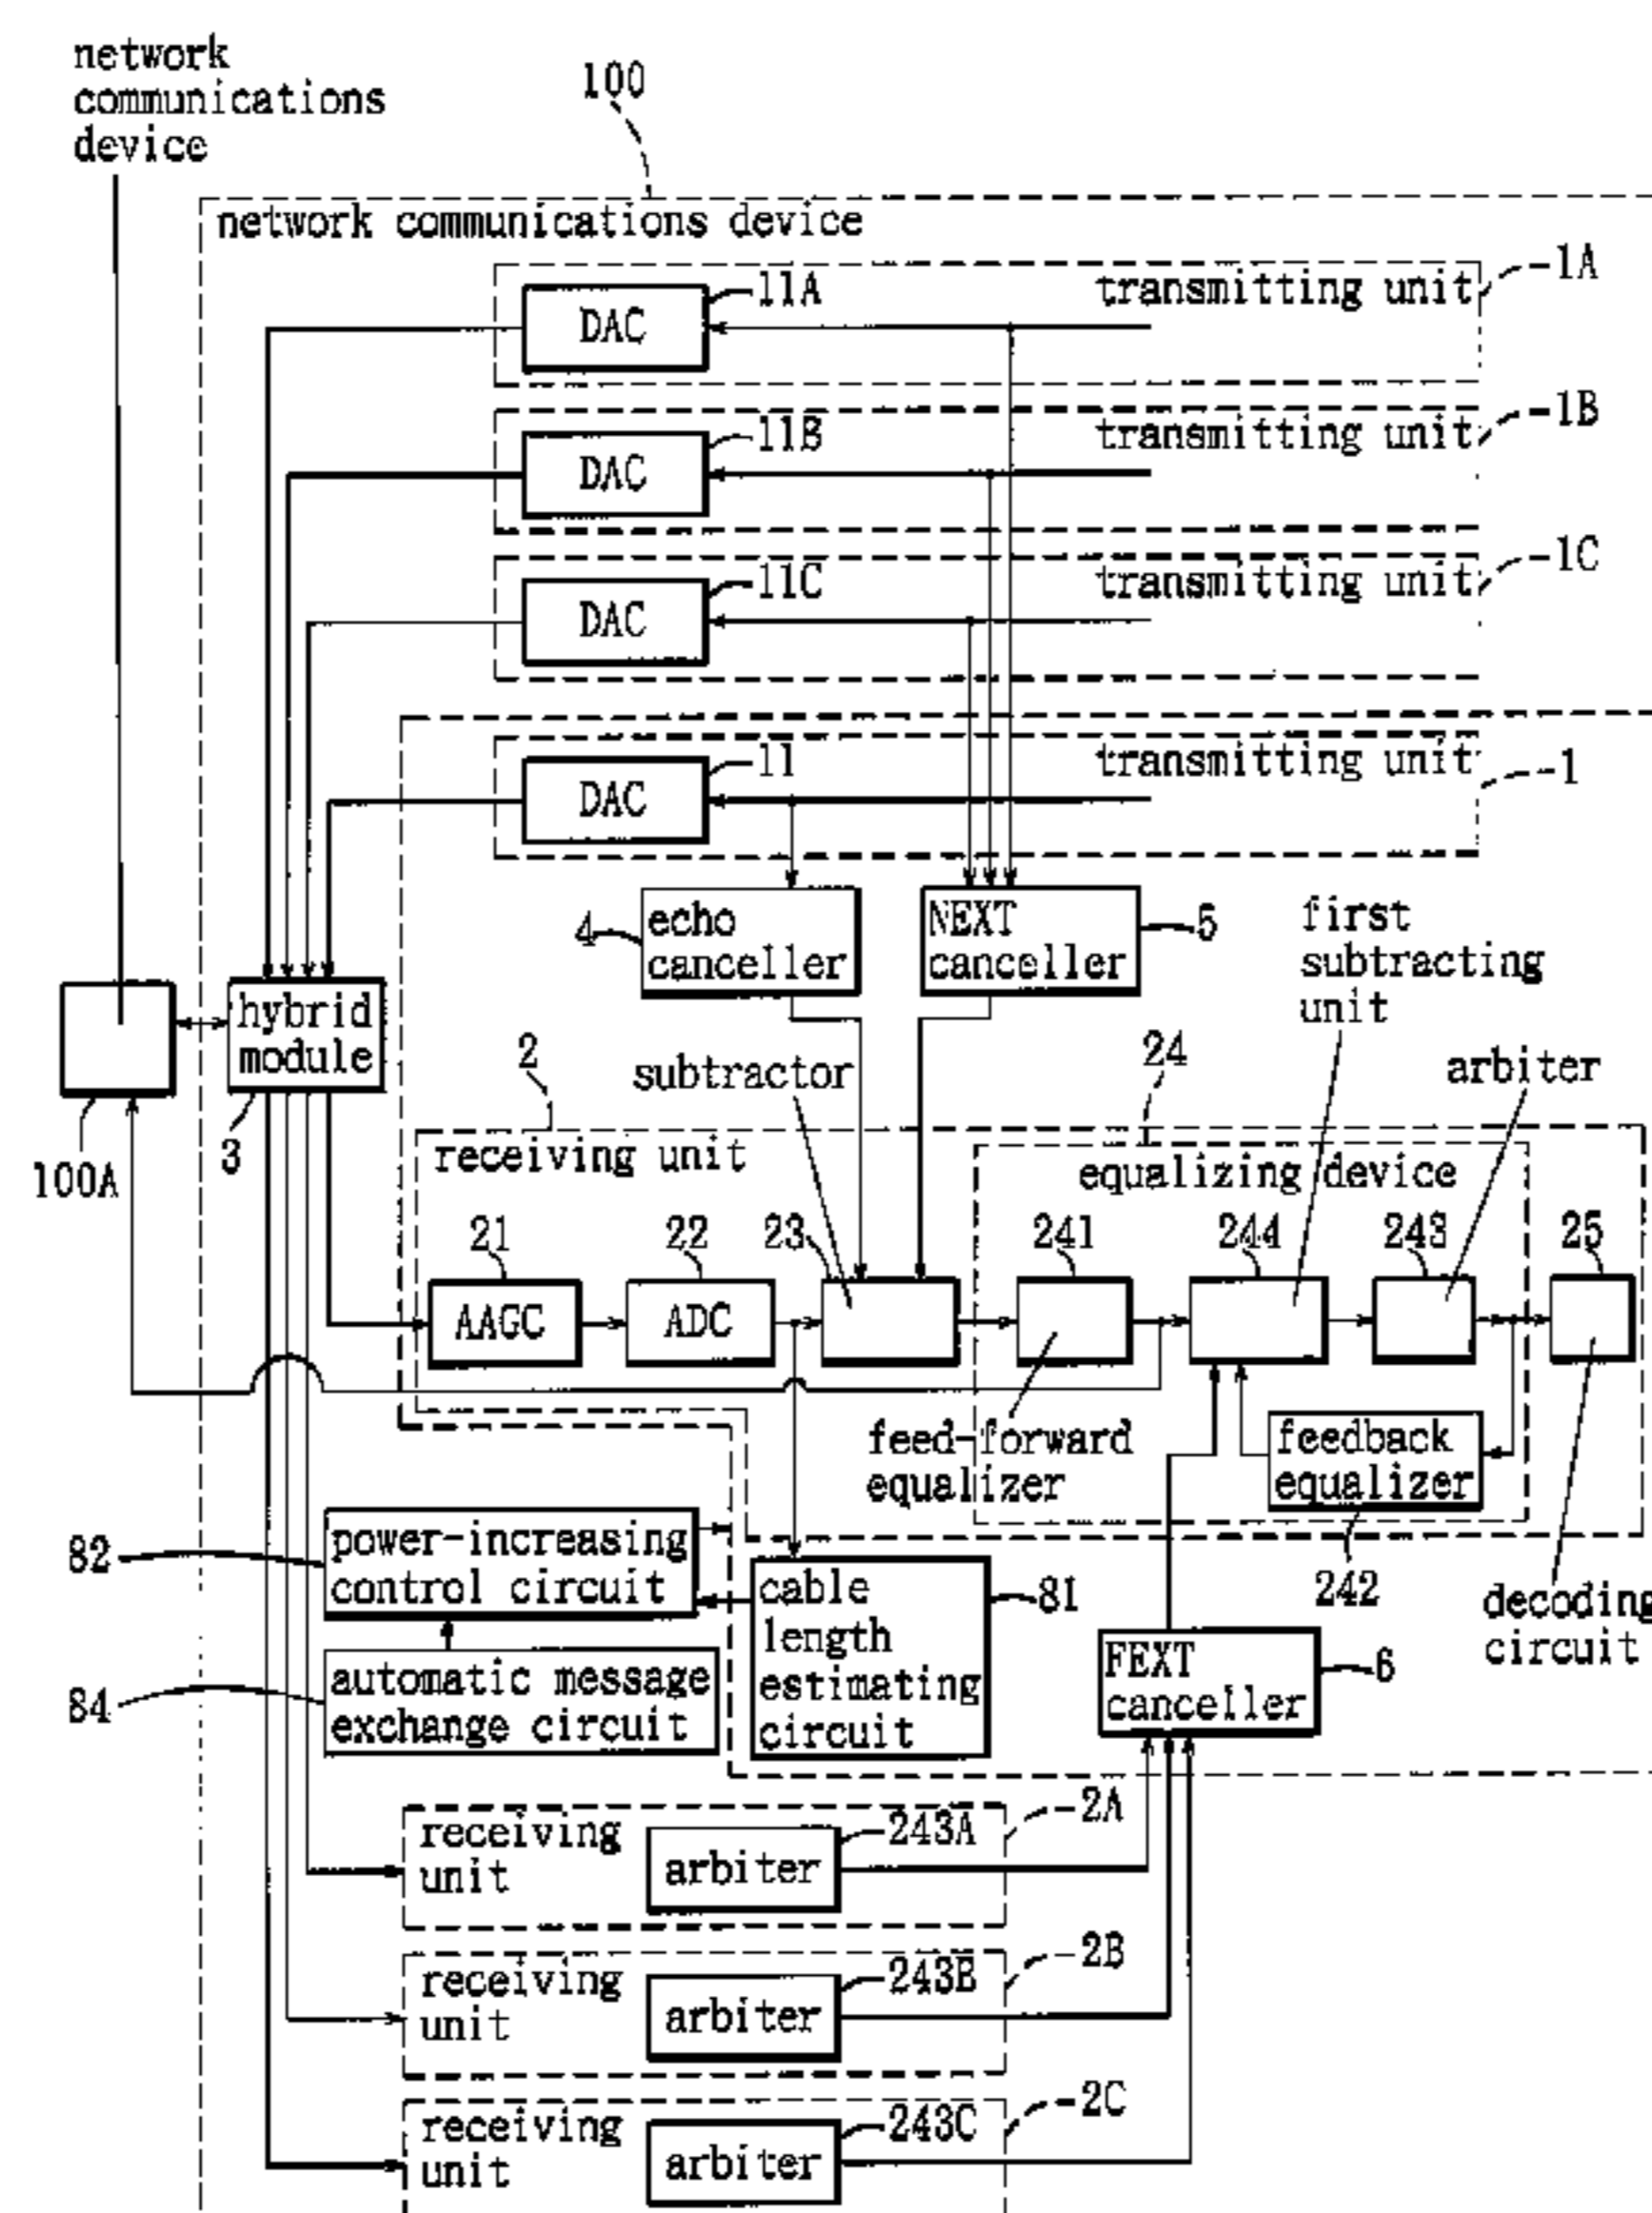 network
communications
device
100
network communications device
11A
transmitting unit
1A
DAC
11B
transmitting unit
1B
DAC
11C
transmitting unit
1C
DAC
11
transmitting unit
1
DAC
4
echo
canceller
NEXT
canceller
5
first
subtracting
unit
hybrid
module
3
100A
2
subtractor
24
arbiter
receiving unit
equalizing device
21
22
23
241
244
243
25
AAGC
ADC
feed-forward
equalizer
feedback
equalizer
242
decoding
circuit
82
power-increasing
control circuit
cable
length
estimating
circuit
81
84
automatic message
exchange circuit
FEXT
canceller
6
receiving
unit
243A
2A
arbiter
receiving
unit
243B
2B
arbiter
receiving
unit
243C
2C
arbiter